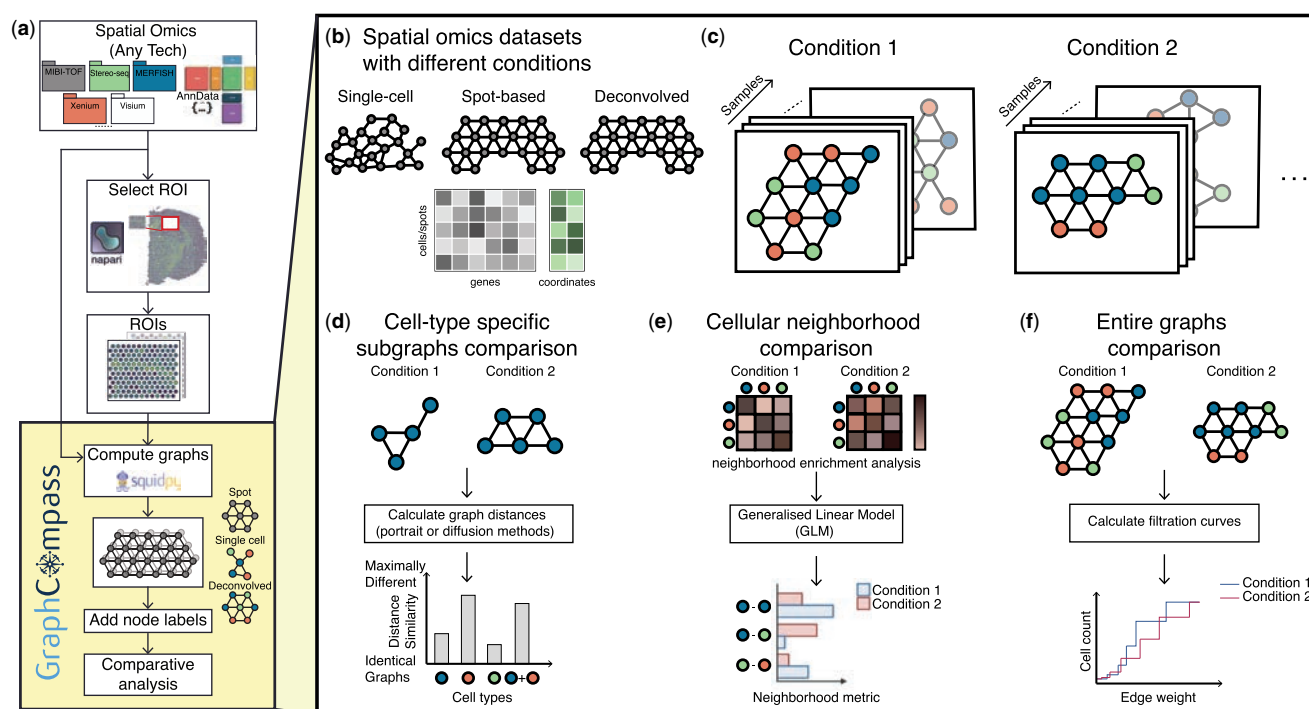 (a)
Spatial Omics
(Any Tech)
MIBI-TOF
Stereo-seq
MERFISH
AnnData
{...}
Xenium
Visium
......
Select ROI
napari
ROIs
GraphCompass
Compute graphs
squidpy
Spot
Single cell
Deconvolved
Add node labels
Comparative
analysis
(b)
Spatial omics datasets
with different conditions
Single-cell
Spot-based
Deconvolved
cells/spots
genes
coordinates
(c)
Condition 1
Condition 2
Samples
Samples
...
(d)
Cell-type specific
subgraphs comparison
Condition 1
Condition 2
Calculate graph distances
(portrait or diffusion methods)
Maximally
Different
Distance
Similarity
Identical
Graphs
+
Cell types
(e)
Cellular neighborhood
comparison
Condition 1
Condition 2
neighborhood enrichment analysis
Generalised Linear Model
(GLM)
Condition 1
Condition 2
-
-
-
Neighborhood metric
(f)
Entire graphs
comparison
Condition 1
Condition 2
Calculate filtration curves
Condition 1
Condition 2
Cell count
Edge weight